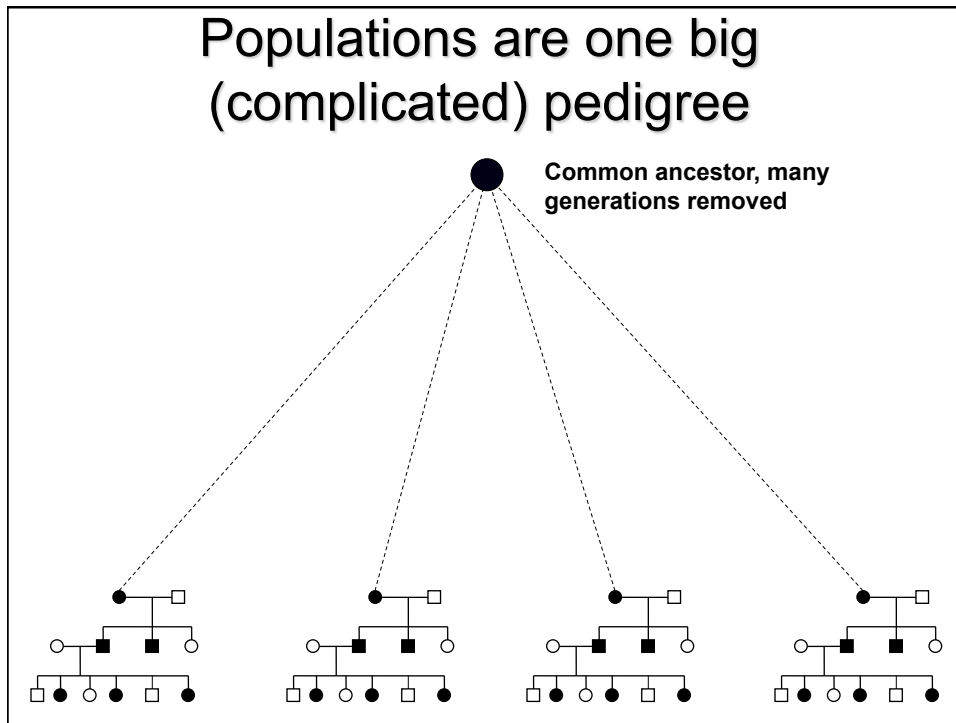 Populations are one big
(complicated) pedigree
Common ancestor, many
generations removed